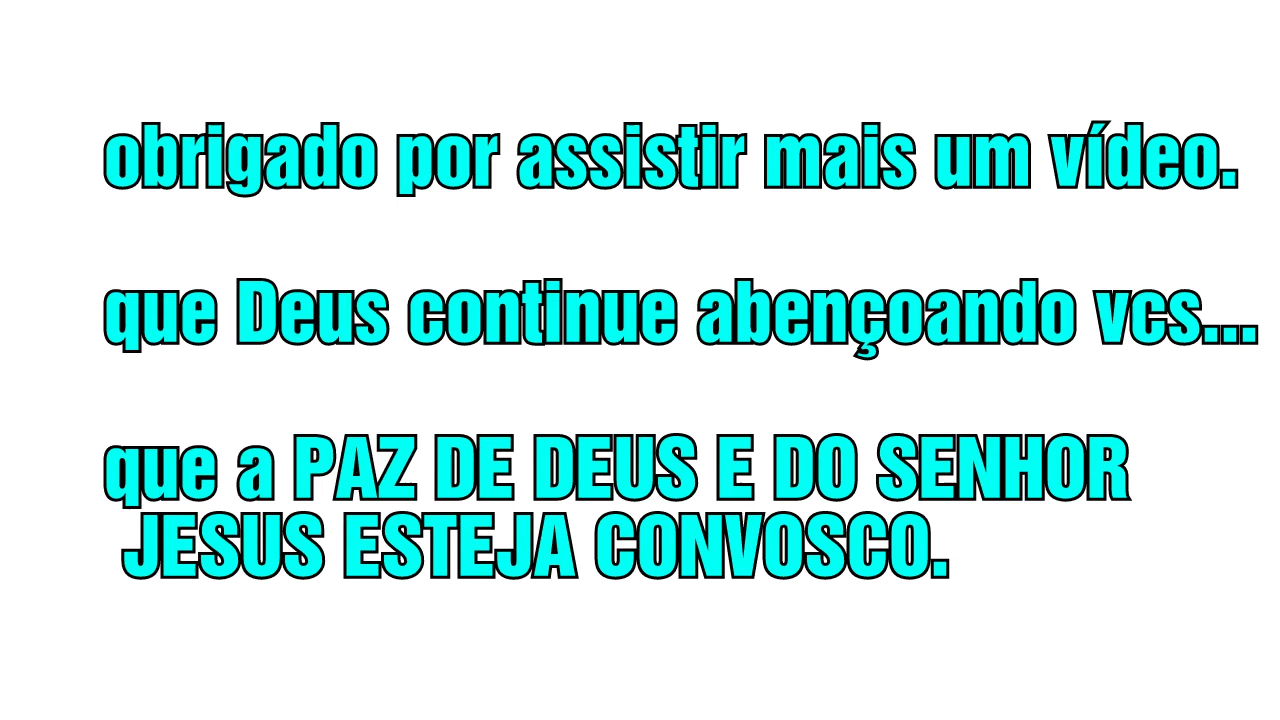 obrigado por assistir mais um vídeo.
que Deus continue abençoando vcs...
que a PAZ DE DEUS E DO SENHOR
JESUS ESTEJA CONVOSCO.